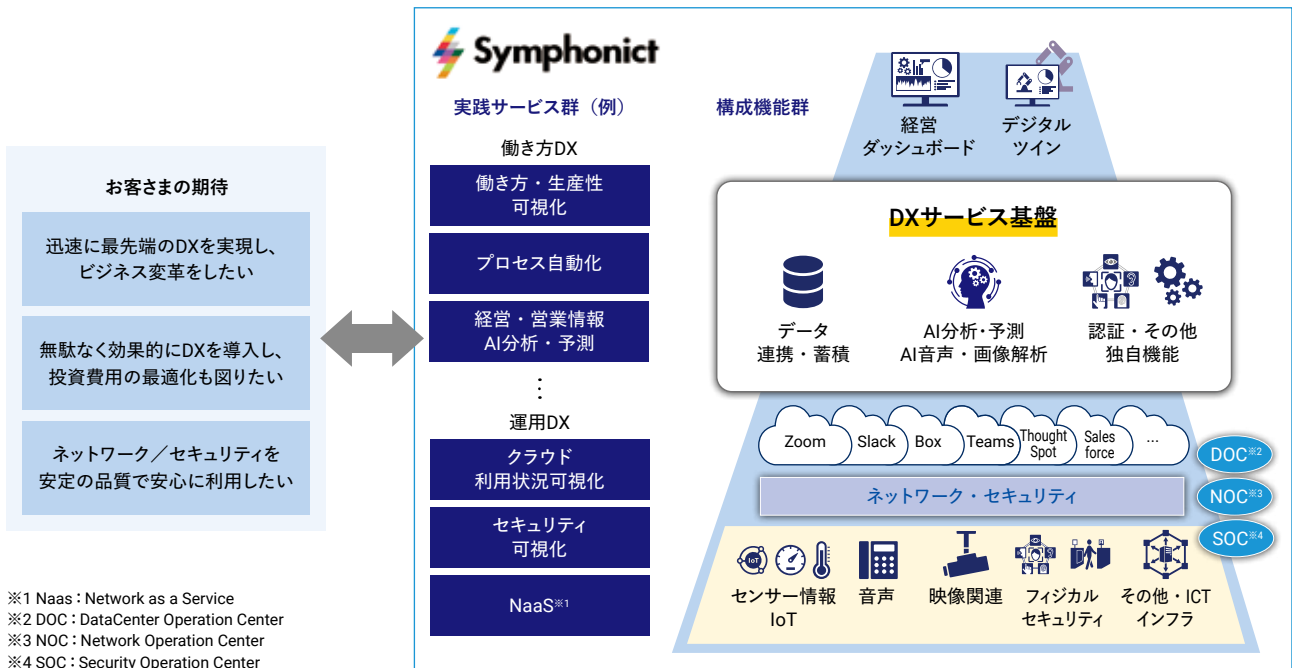 お客さまの期待
迅速に最先端のDXを実現し、
ビジネス変革をしたい
無駄なく効果的にDXを導入し、
投資費用の最適化も図りたい
ネットワーク／セキュリティを
安定の品質で安心に利用したい
※1 Naas：Network as a Service
※2 DOC：DataCenter Operation Center
※3 NOC：Network Operation Center
※4 SOC：Security Operation Center
Symphonict
実践サービス群（例）
働き方DX
働き方・生産性
可視化
プロセス自動化
経営・営業情報
AI分析・予測
⋮
運用DX
クラウド
利用状況可視化
セキュリティ
可視化
NaaS※1
構成機能群
経営
ダッシュボード
デジタル
ツイン
DXサービス基盤
データ
連携・蓄積
AI分析・予測
AI音声・画像解析
認証・その他
独自機能
Zoom
Slack
Box
Teams
Thought
Spot
Sales
force
…
DOC※2
ネットワーク・セキュリティ
NOC※3
SOC※4
IoT
センサー情報
IoT
音声
映像関連
フィジカル
セキュリティ
その他・ICT
インフラ